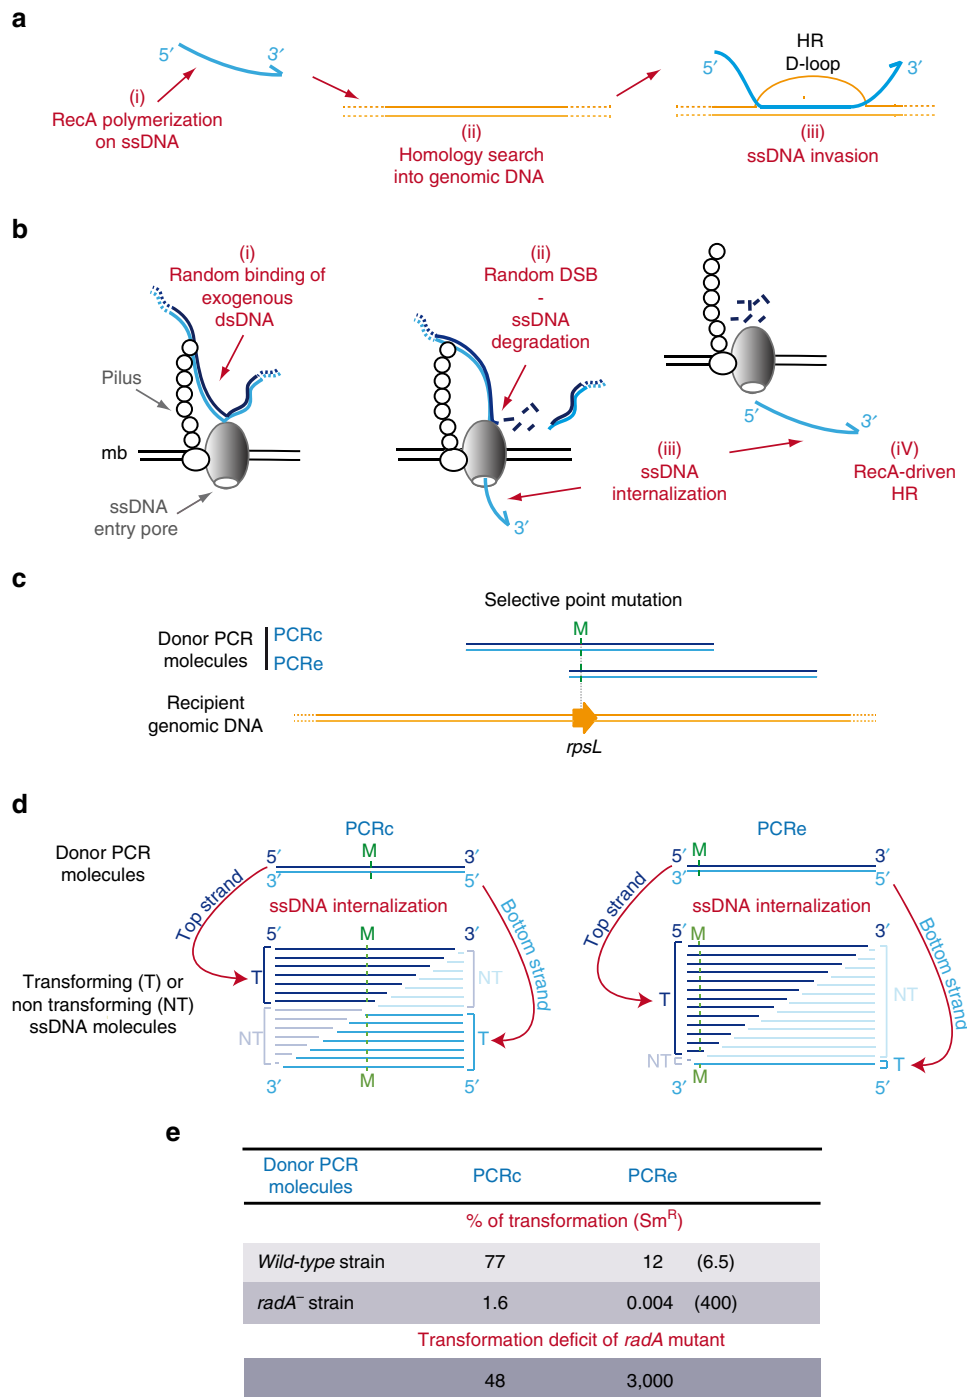 a
5′
3′
(i)
RecA polymerization
on ssDNA
(ii)
Homology search
into genomic DNA
HR
D-loop
5′
3′
(iii)
ssDNA invasion
b
(i)
Random binding of
exogenous
dsDNA
Pilus
mb
ssDNA
entry pore
(ii)
Random DSB
-
ssDNA
degradation
3′
(iii)
ssDNA
internalization
5′
3′
(iV)
RecA-driven
HR
c
Selective point mutation
M
Donor PCR
molecules
PCRc
PCRe
Recipient
genomic DNA
rpsL
d
Donor PCR
molecules
PCRc
5′ M 3′
3′ 5′
Top strand
ssDNA internalization
Bottom strand
5′ M 3′
Transforming (T) or
non transforming (NT)
ssDNA molecules
T NT
NT T
3′ M 5′
PCRe
5′ M 3′
3′ 5′
Top strand
ssDNA internalization
Bottom strand
5′ M 3′
T NT
NT T
3′ M 5′
e
Donor PCR
molecules
PCRc PCRe
% of transformation (Smᴿ)
Wild-type strain 77 12 (6.5)
radA⁻ strain 1.6 0.004 (400)
Transformation deficit of radA mutant
48 3,000